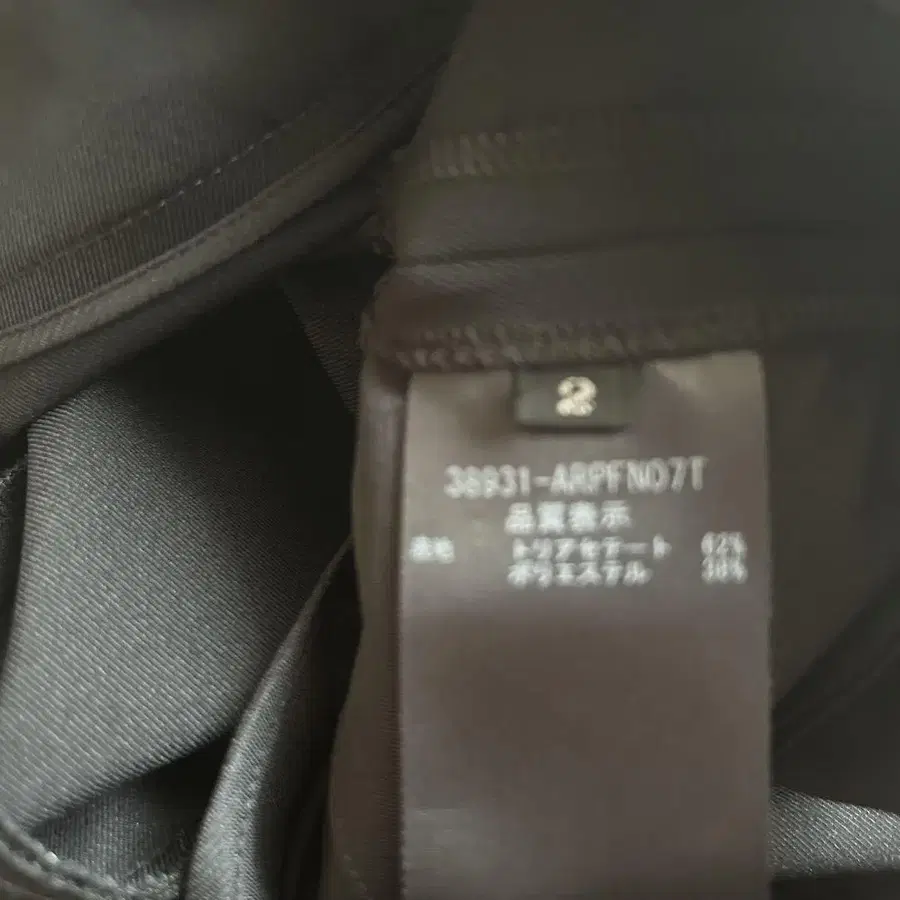 2
38931-ARPFN07T
品質表示
表地 トリアセテート 62%
ポリエステル 38%